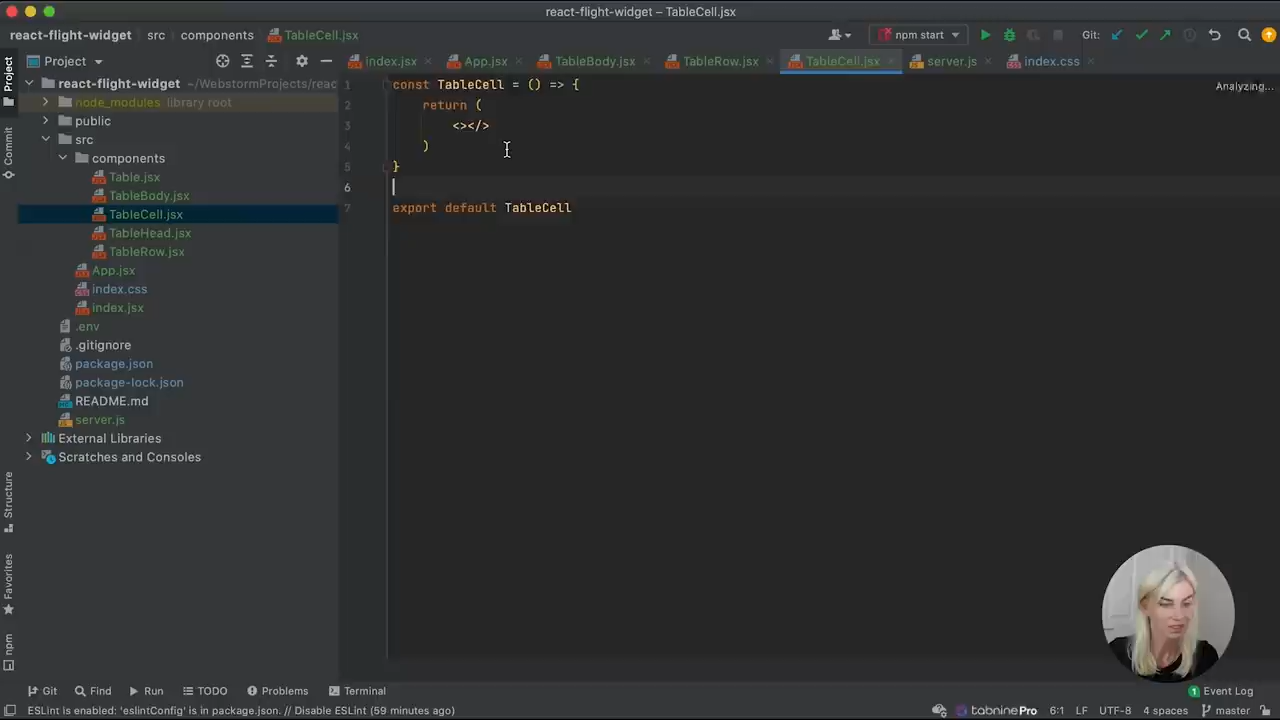 react-flight-widget – TableCell.jsx
react-flight-widget src components TableCell.jsx npm start Git:
Project index.jsx App.jsx TableBody.jsx TableRow.jsx TableCell.jsx server.js index.css
Project
Commit
Structure
Favorites
npm
react-flight-widget ~/WebstormProjects/reac
node_modules library root
public
src
components
Table.jsx
TableBody.jsx
TableCell.jsx
TableHead.jsx
TableRow.jsx
App.jsx
index.css
index.jsx
.env
.gitignore
package.json
package-lock.json
README.md
server.js
External Libraries
Scratches and Consoles
1 const TableCell = () => {
2 return (
3 <></>
4 )
5 }
6
7 export default TableCell
Analyzing...
Git Find Run TODO Problems Terminal 1 Event Log
ESLint is enabled: 'eslintConfig' is in package.json. // Disable ESLint (59 minutes ago) tabninePro 6:1 LF UTF-8 4 spaces master